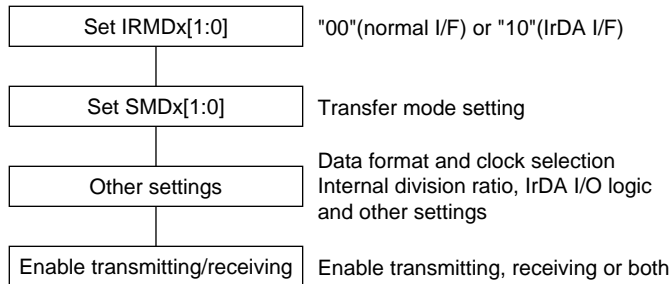 Set IRMDx[1:0]
"00"(normal I/F) or "10"(IrDA I/F)
Set SMDx[1:0]
Transfer mode setting
Other settings
Data format and clock selection
Internal division ratio, IrDA I/O logic
and other settings
Enable transmitting/receiving
Enable transmitting, receiving or both